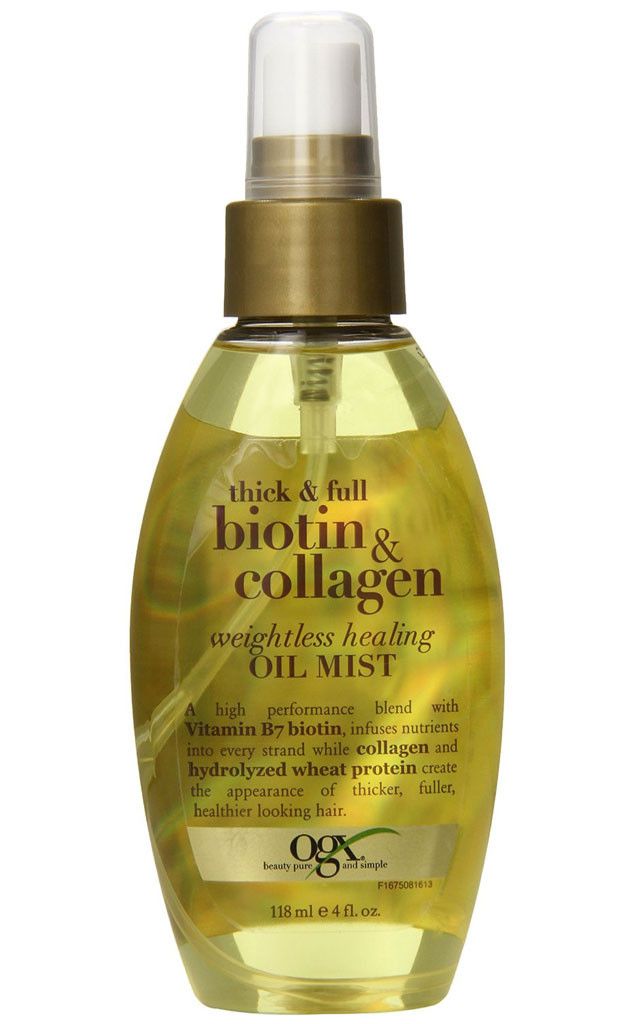 thick & full
biotin &
collagen
weightless healing
OIL MIST
A high performance blend with
Vitamin B7 biotin, infuses nutrients
into every strand while collagen and
hydrolyzed wheat protein create
the appearance of thicker, fuller,
healthier looking hair.
ogx®
beauty pure and simple
F1675081613
118 ml e 4 fl. oz.